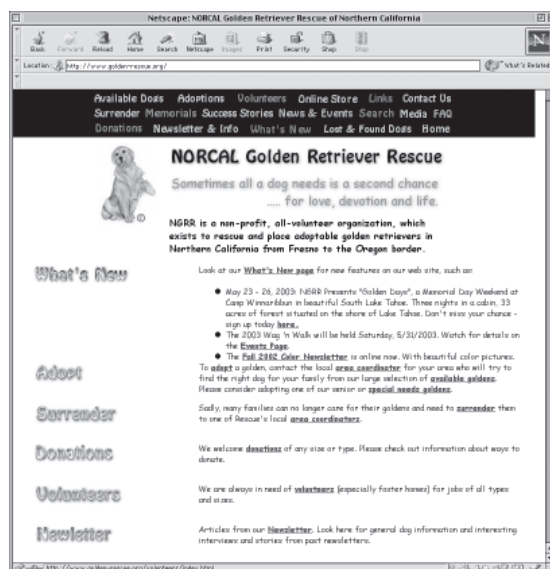 Netscape: NORCAL Golden Retriever Rescue of Northern California
Back Forward Reload Home Search Netscape Images Print Security Shop Stop
Location: http://www.goldenrescue.org/ What's Related
Available Dogs Adoptions Volunteers Online Store Links Contact Us
Surrender Memorials Success Stories News & Events Search Media FAQ
Donations Newsletter & Info What's New Lost & Found Dogs Home
NORCAL Golden Retriever Rescue
Sometimes all a dog needs is a second chance
..... for love, devotion and life.
NGRR is a non-profit, all-volunteer organization, which
exists to rescue and place adoptable golden retrievers in
Northern California from Fresno to the Oregon border.
What's New
Look at our What's New page for new features on our web site, such as:
● May 23 - 26, 2003: NGRR Presents "Golden Days", a Memorial Day Weekend at
Camp Winnaribbun in beautiful South Lake Tahoe. Three nights in a cabin, 33
acres of forest situated on the shore of Lake Tahoe. Don't miss your chance -
sign up today here.
● The 2003 Wag 'n Walk will be held Saturday, 5/31/2003. Watch for details on
the Events Page.
● The Fall 2002 Color Newsletter is online now. With beautiful color pictures.
Adopt
To adopt a golden, contact the local area coordinator for your area who will try to
find the right dog for your family from our large selection of available goldens.
Please consider adopting one of our senior or special needs goldens.
Surrender
Sadly, many families can no longer care for their goldens and need to surrender them
to one of Rescue's local area coordinators.
Donations
We welcome donations of any size or type. Please check out information about ways to
donate.
Volunteers
We are always in need of volunteers (especially foster homes) for jobs of all types
and sizes.
Newsletter
Articles from our Newsletter. Look here for general dog information and interesting
interviews and stories from past newsletters.